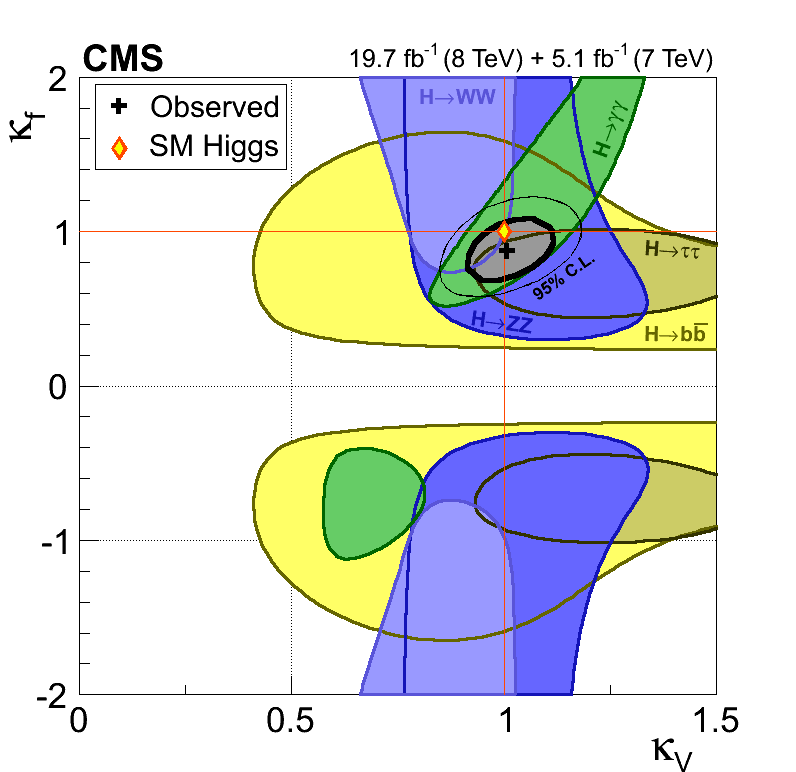 CMS 19.7 fb⁻¹ (8 TeV) + 5.1 fb⁻¹ (7 TeV)
κf
2
1
0
-1
-2
Observed
SM Higgs
H→WW
H→γγ
H→ττ
95% C.L.
H→ZZ
H→bb̅
0 0.5 1 1.5
κV